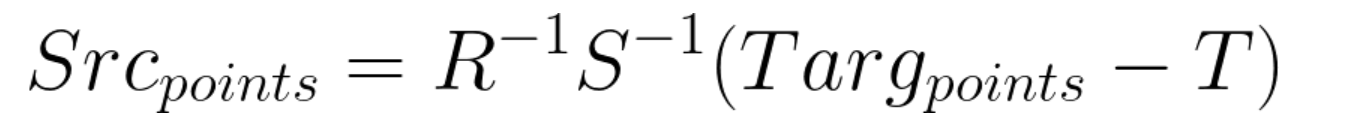 Src_{points} = R^{-1}S^{-1}(Targ_{points} - T)